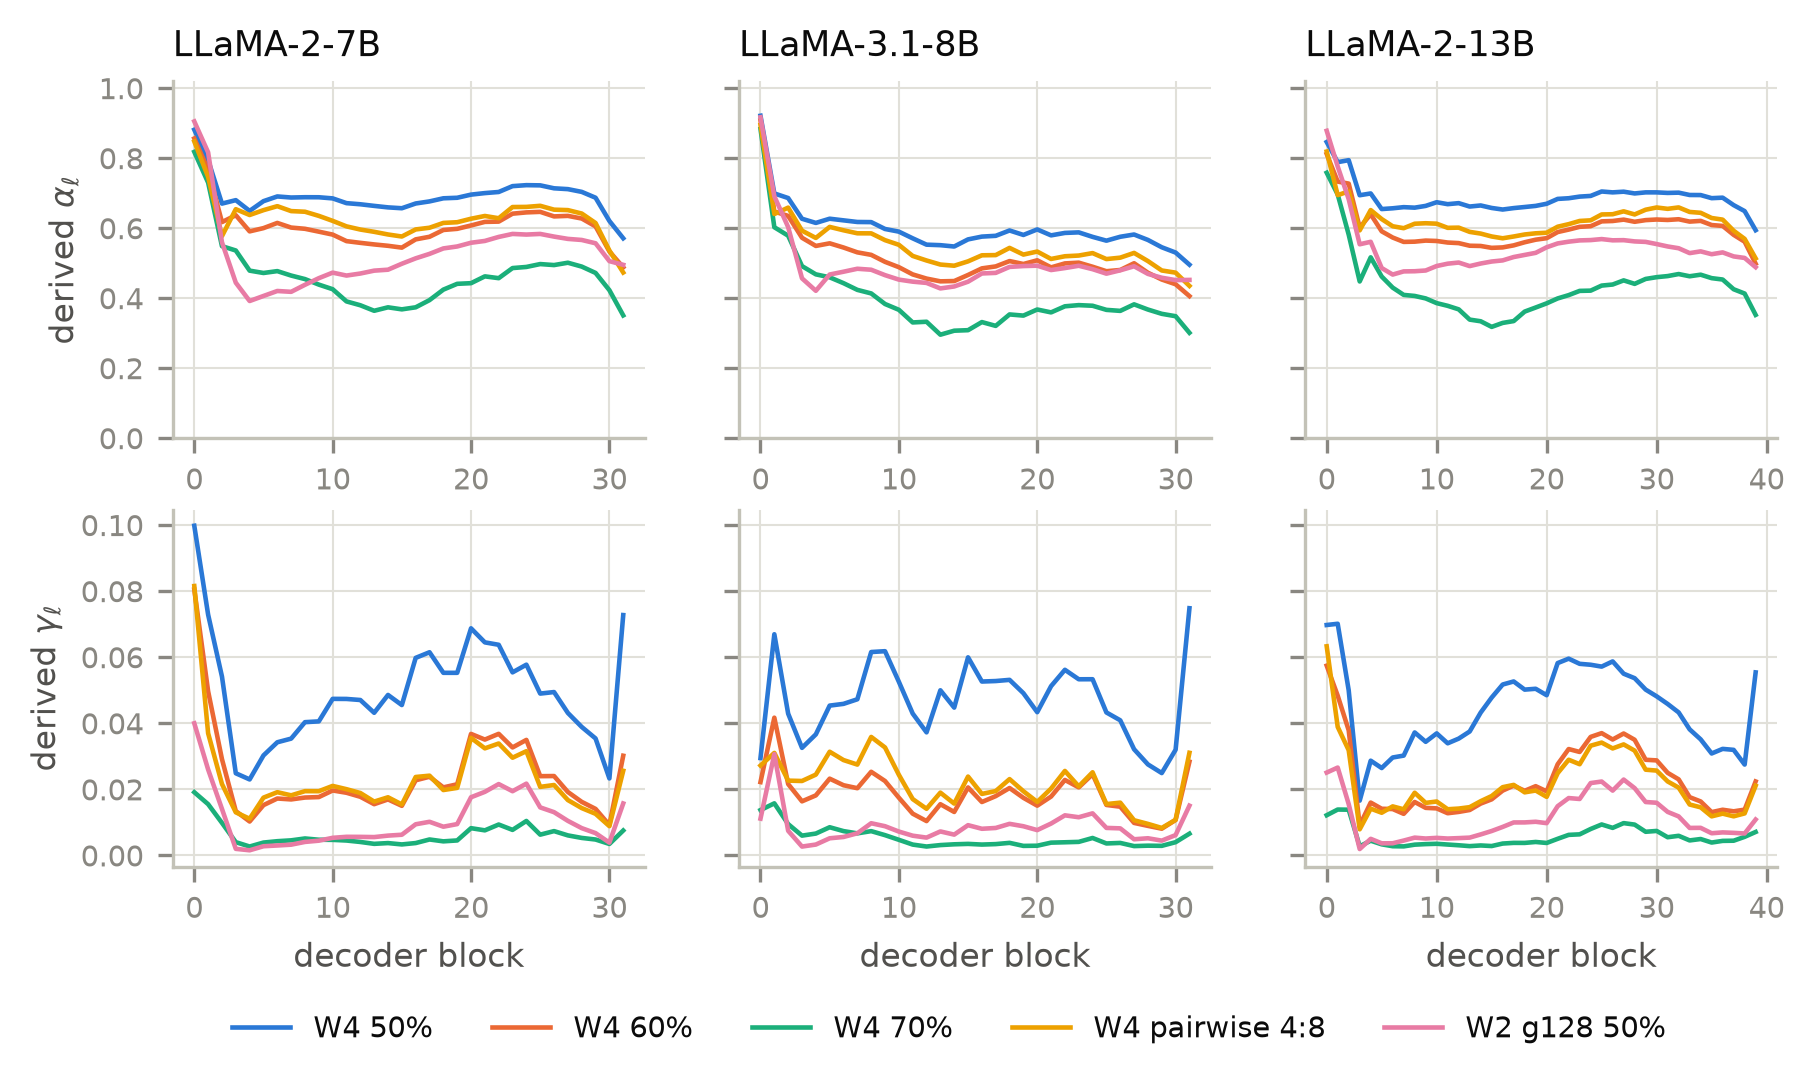 LLaMA-2-7B LLaMA-3.1-8B LLaMA-2-13B
derived αℓ
1.0
0.8
0.6
0.4
0.2
0.0
0 10 20 30 0 10 20 30 0 10 20 30 40
derived γℓ
0.10
0.08
0.06
0.04
0.02
0.00
0 10 20 30 0 10 20 30 0 10 20 30 40
decoder block decoder block decoder block
W4 50% W4 60% W4 70% W4 pairwise 4:8 W2 g128 50%